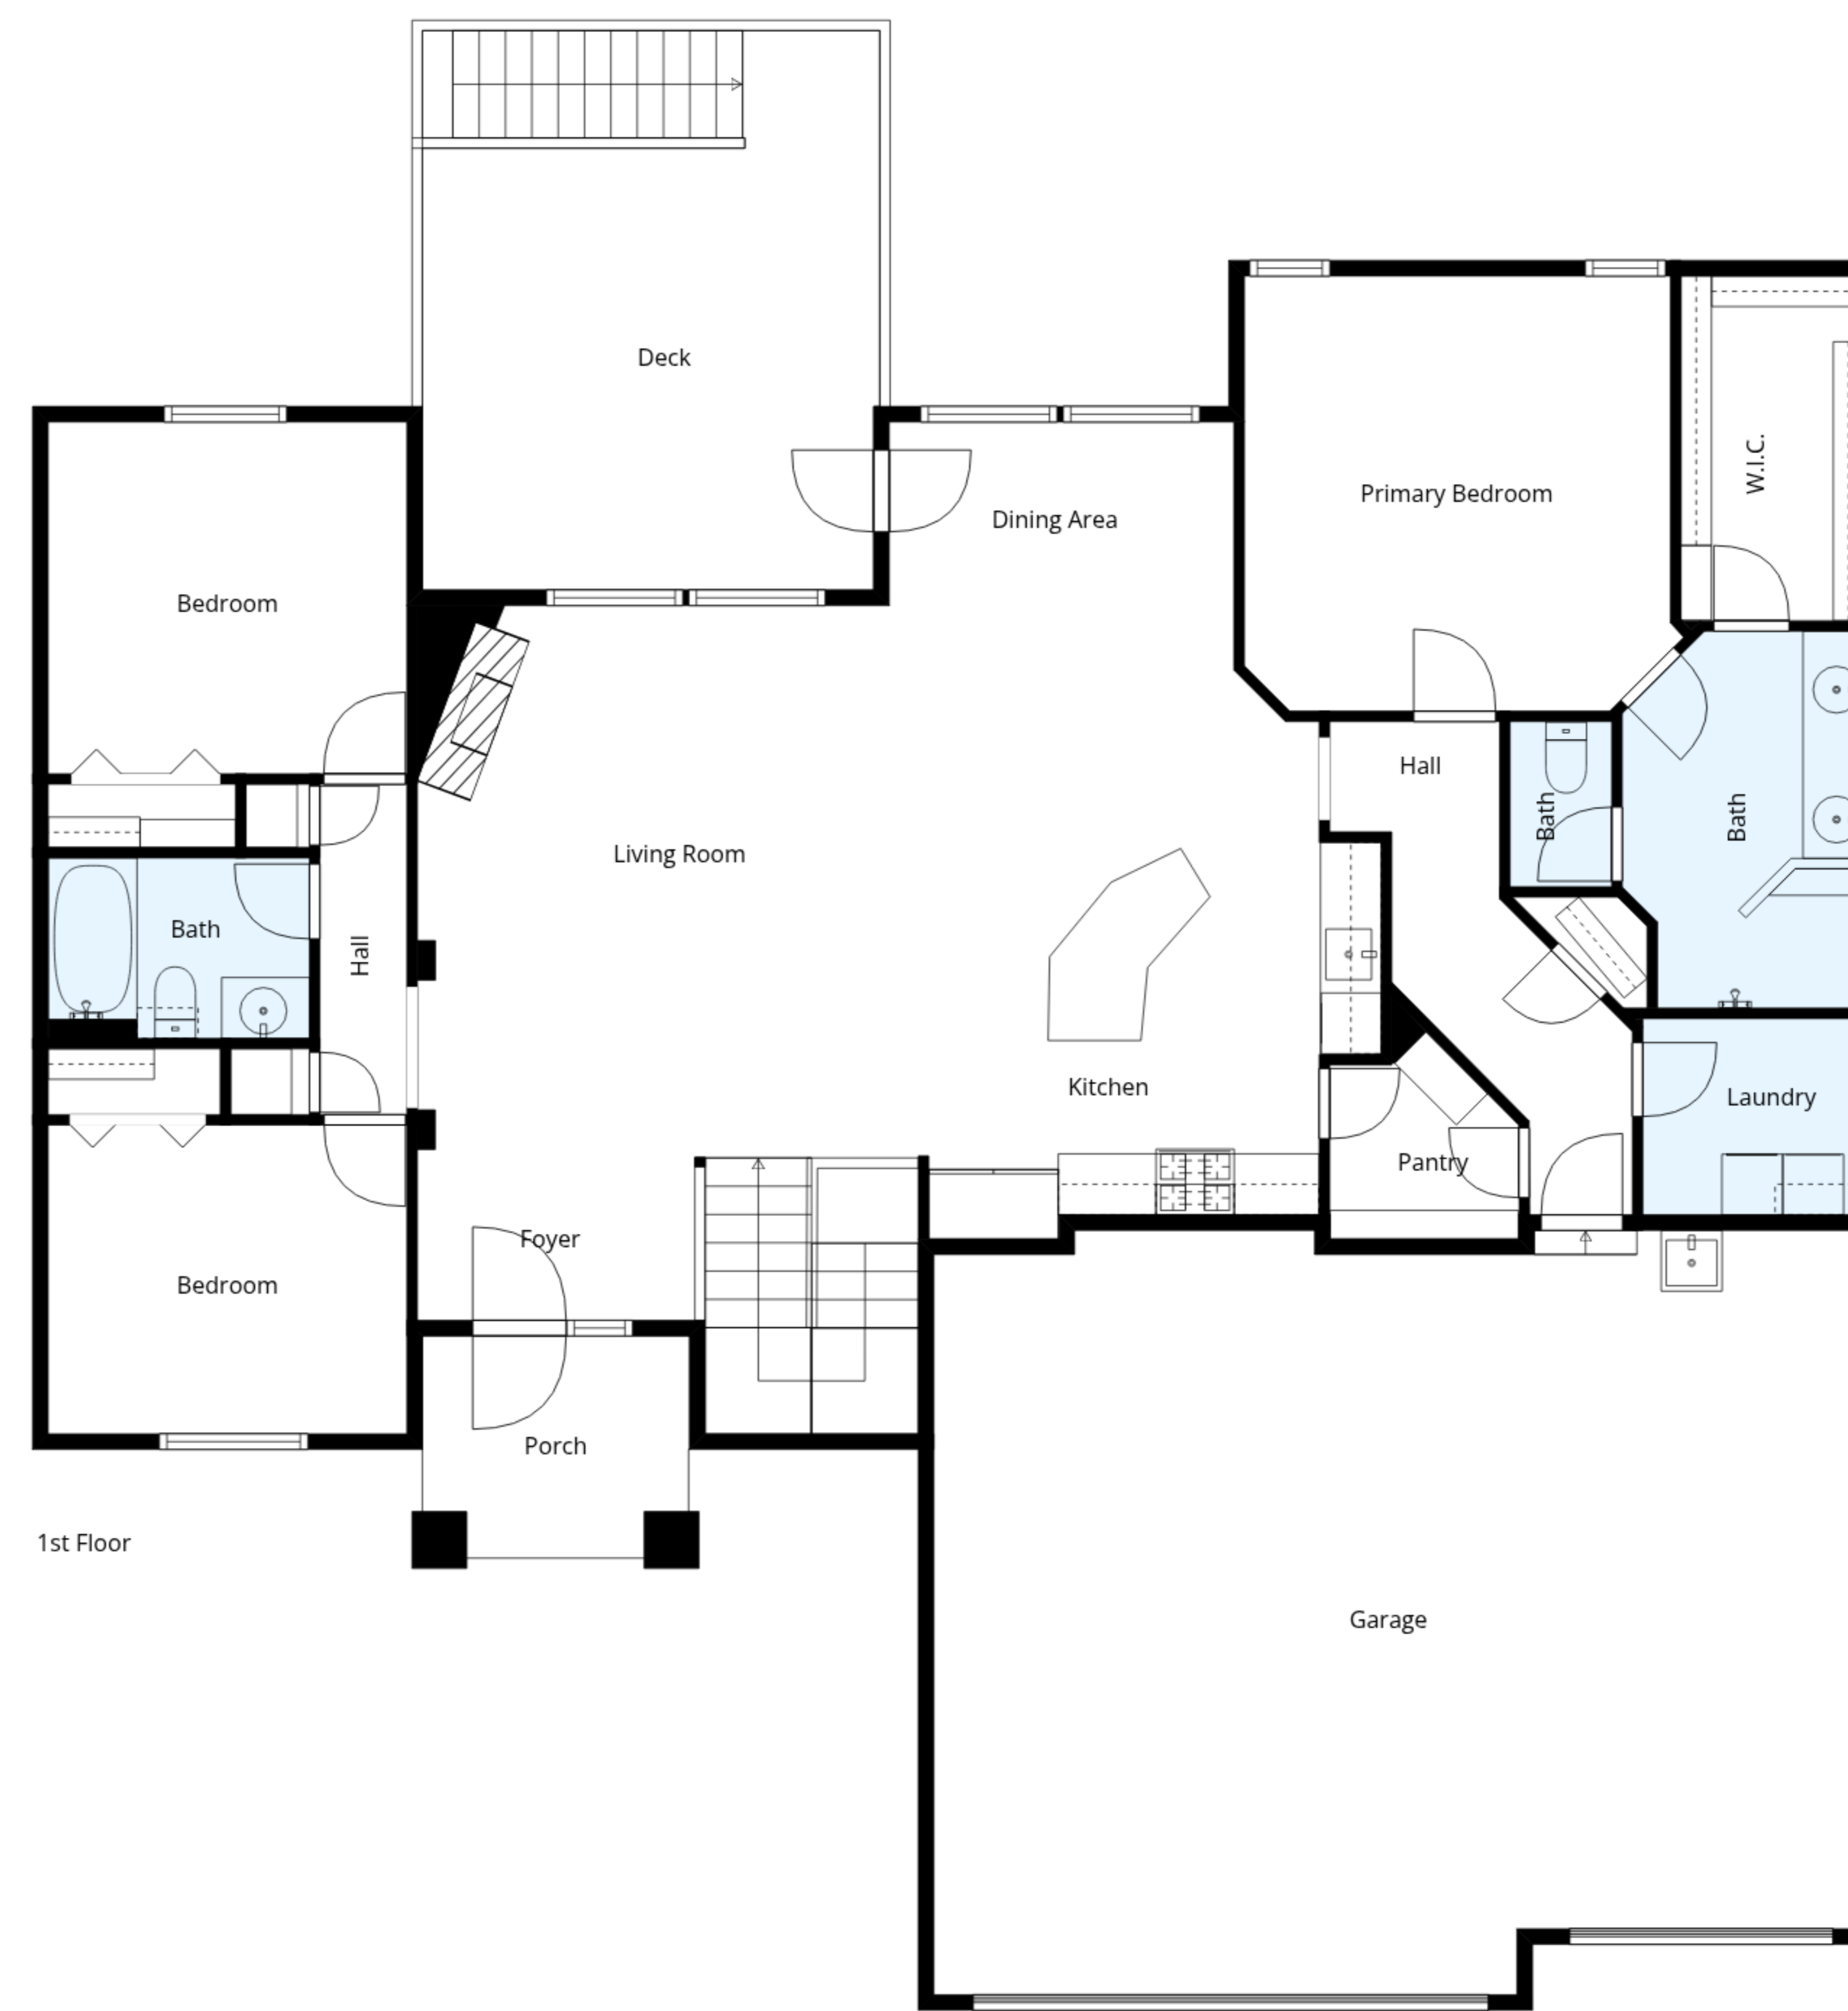 Deck
W.I.C.
Primary Bedroom
Dining Area
Bedroom
Hall
Bath
Bath
Living Room
Bath
Hall
Kitchen
Laundry
Pantry
Foyer
Bedroom
Porch
1st Floor
Garage